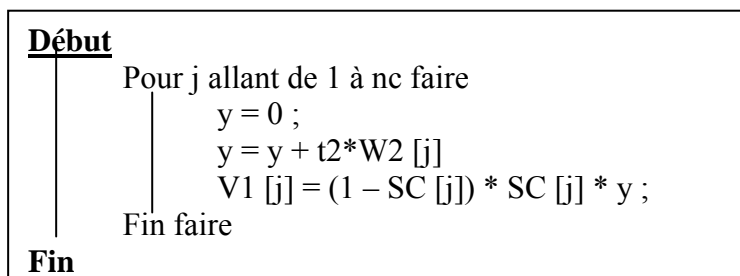 Début
Pour j allant de 1 à nc faire
y = 0 ;
y = y + t2*W2 [j]
V1 [j] = (1 – SC [j]) * SC [j] * y ;
Fin faire
Fin